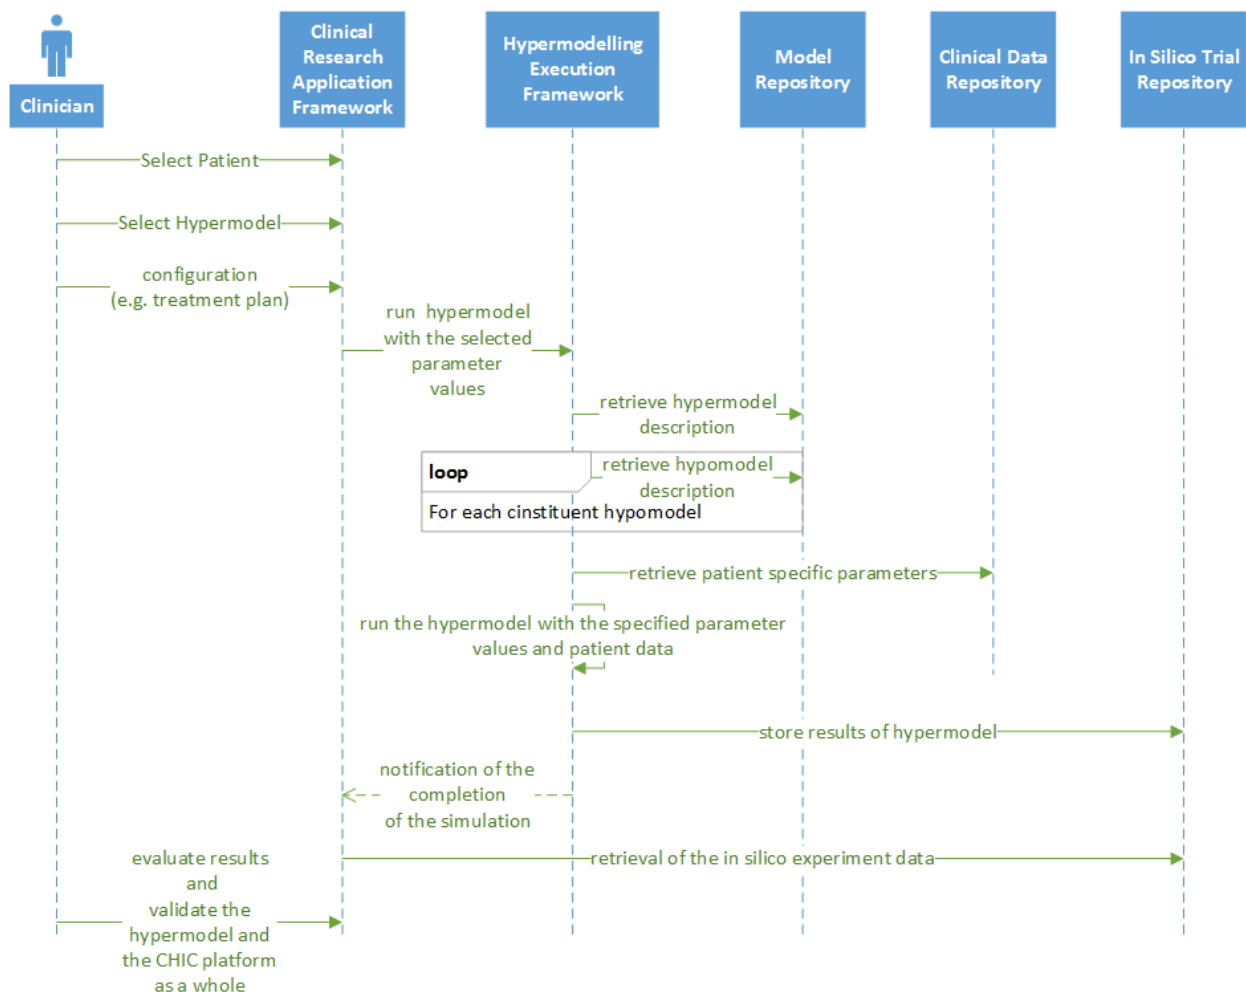 Clinician
Clinical
Research
Application
Framework
Hypermodelling
Execution
Framework
Model
Repository
Clinical Data
Repository
In Silico Trial
Repository
Select Patient
Select Hypermodel
configuration
(e.g. treatment plan)
run hypermodel
with the selected
parameter
values
retrieve hypermodel
description
loop
retrieve hypomodel
description
For each cinstituent hypomodel
retrieve patient specific parameters
run the hypermodel with the specified parameter
values and patient data
store results of hypermodel
notification of the
completion
of the simulation
retrieval of the in silico experiment data
evaluate results
and
validate the
hypermodel and
the CHIC platform
as a whole